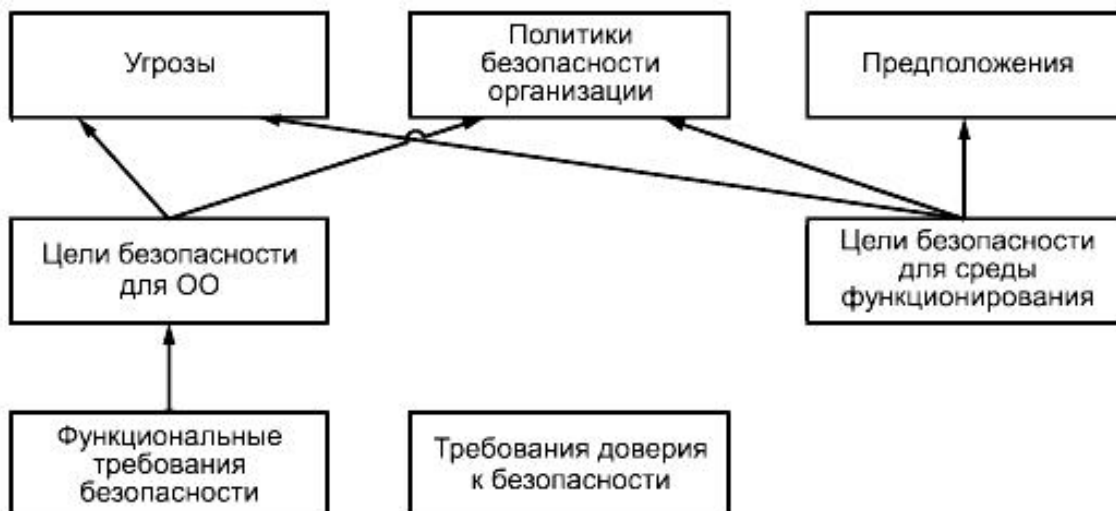 Угрозы
Политики
безопасности
организации
Предположения
Цели безопасности
для ОО
Цели безопасности
для среды
функционирования
Функциональные
требования
безопасности
Требования доверия
к безопасности